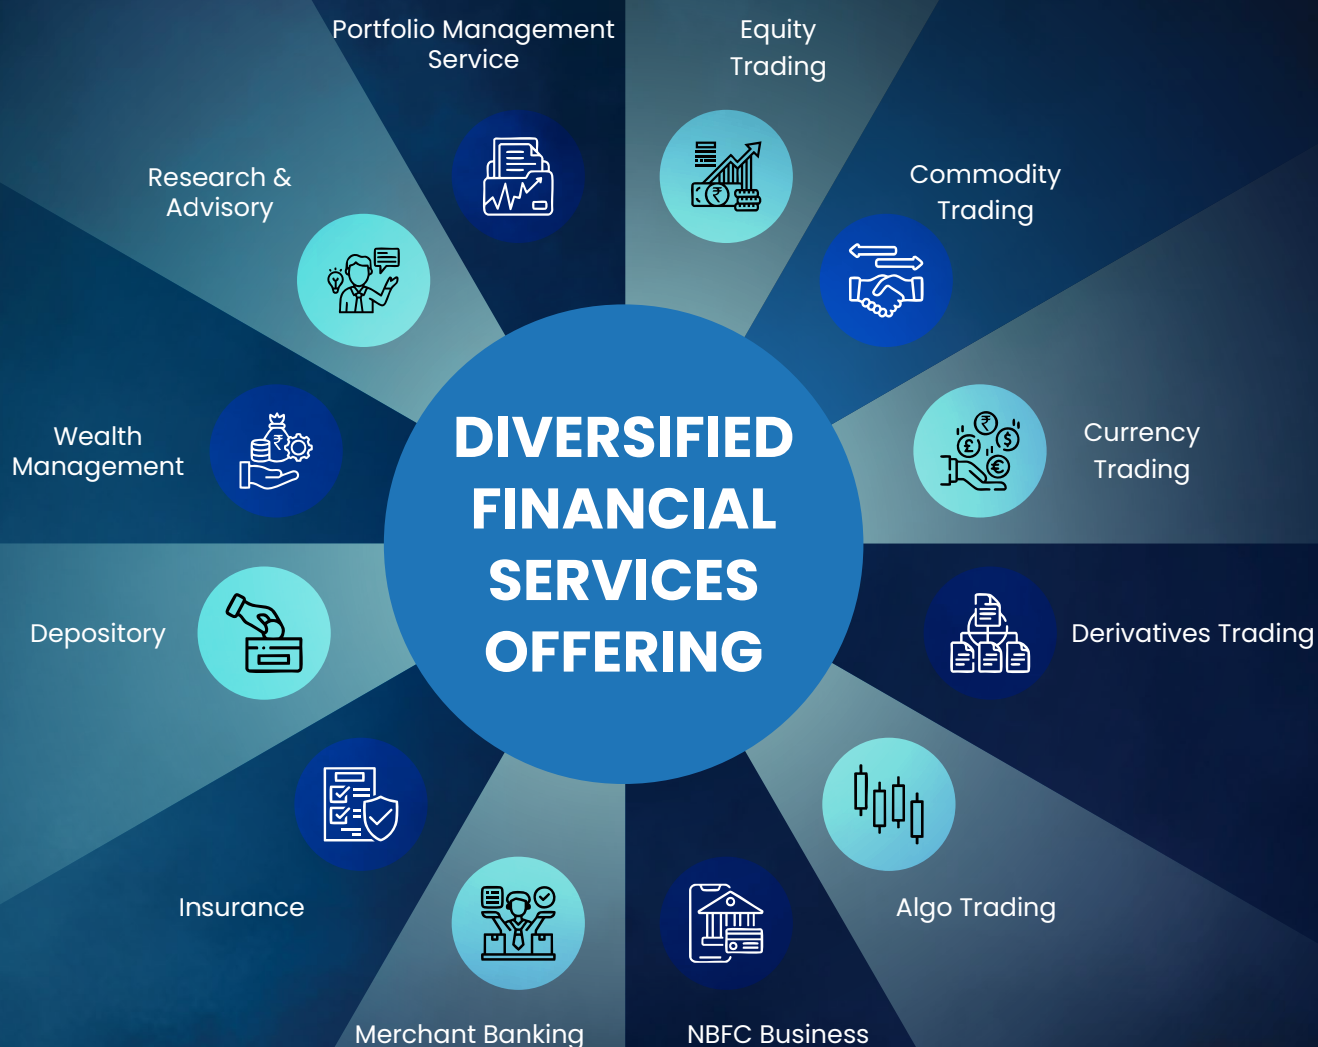 Portfolio Management
Service
Equity
Trading
Research &
Advisory
Commodity
Trading
Wealth
Management
Currency
Trading
DIVERSIFIED
FINANCIAL
SERVICES
OFFERING
Depository
Derivatives Trading
Insurance
Algo Trading
Merchant Banking
NBFC Business